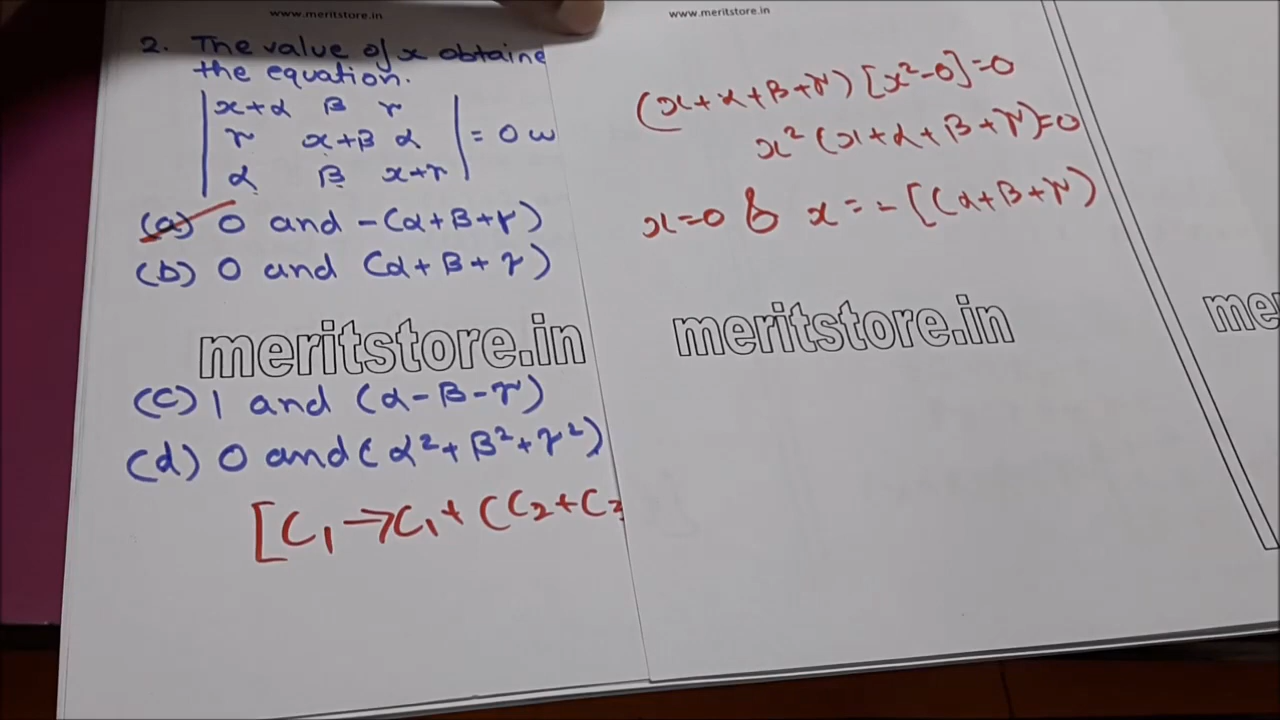 www.meritstore.in
2. The value of x obtaine
the equation.
| x+α β γ |
| γ x+β α | = 0 w
| α β x+γ |
(a) 0 and -(α+β+γ)
(b) 0 and (α+β+γ)
meritstore.in
(c) 1 and (α-β-γ)
(d) 0 and (α²+β²+γ²)
[C₁→C₁+(C₂+C₃
www.meritstore.in
(x+α+β+γ)[x²-0]=0
x²(x+α+β+γ)=0
x=0 & x=-[(α+β+γ)
meritstore.in
me